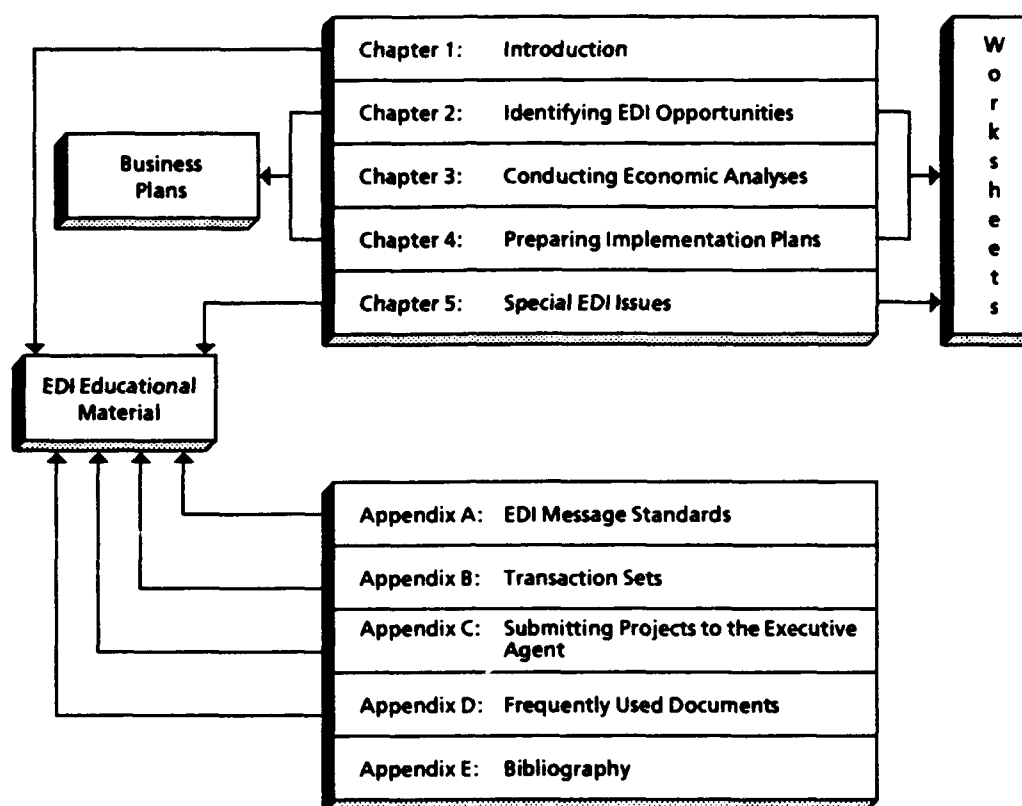 Chapter 1: Introduction
Chapter 2: Identifying EDI Opportunities
Chapter 3: Conducting Economic Analyses
Chapter 4: Preparing Implementation Plans
Chapter 5: Special EDI Issues
Worksheets
Business
Plans
EDI Educational
Material
Appendix A: EDI Message Standards
Appendix B: Transaction Sets
Appendix C: Submitting Projects to the Executive
Agent
Appendix D: Frequently Used Documents
Appendix E: Bibliography